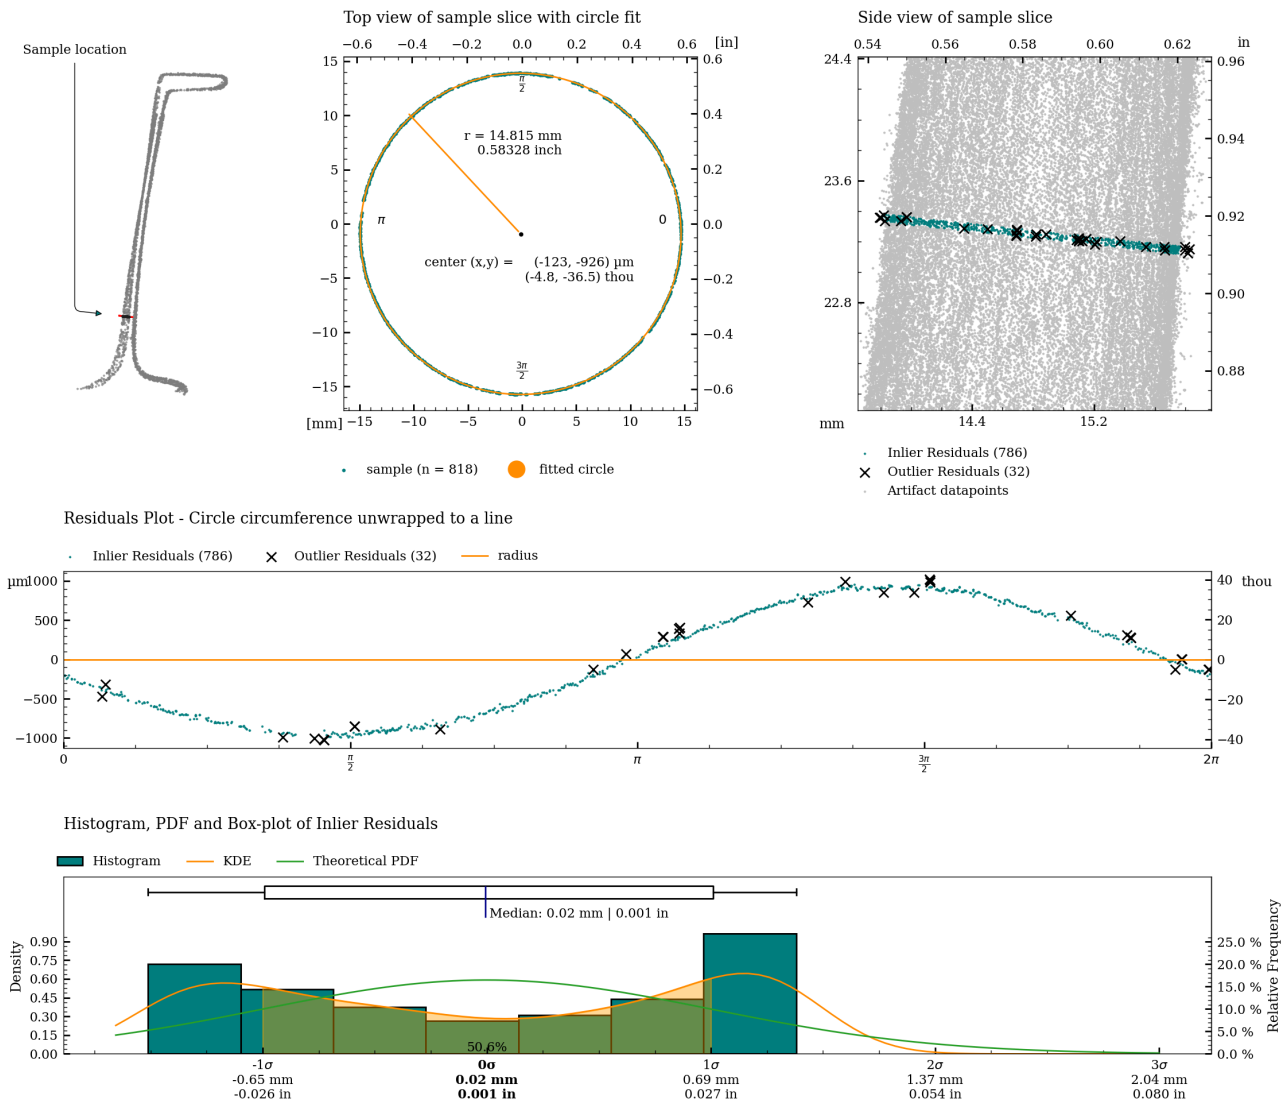 Top view of sample slice with circle fit
Side view of sample slice
Sample location
−0.6 −0.4 −0.2 0.0 0.2 0.4 0.6 [in]
0.54 0.56 0.58 0.60 0.62 in
15
10
5
0
−5
−10
−15
0.6
0.4
0.2
0.0
−0.2
−0.4
−0.6
π/2
r = 14.815 mm
0.58328 inch
π
0
center (x,y) = (-123, -926) µm
(-4.8, -36.5) thou
3π/2
[mm] −15 −10 −5 0 5 10 15
24.4
23.6
22.8
0.96
0.94
0.92
0.90
0.88
mm 14.4 15.2
sample (n = 818) fitted circle
Inlier Residuals (786)
Outlier Residuals (32)
Artifact datapoints
Residuals Plot - Circle circumference unwrapped to a line
Inlier Residuals (786) Outlier Residuals (32) radius
µm
1000
500
0
−500
−1000
40 thou
20
0
−20
−40
0 π/2 π 3π/2 2π
Histogram, PDF and Box-plot of Inlier Residuals
Histogram KDE Theoretical PDF
Median: 0.02 mm | 0.001 in
Density
0.90
0.75
0.60
0.45
0.30
0.15
0.00
Relative Frequency
25.0 %
20.0 %
15.0 %
10.0 %
5.0 %
0.0 %
50.6%
-1σ 0σ 1σ 2σ 3σ
-0.65 mm 0.02 mm 0.69 mm 1.37 mm 2.04 mm
-0.026 in 0.001 in 0.027 in 0.054 in 0.080 in